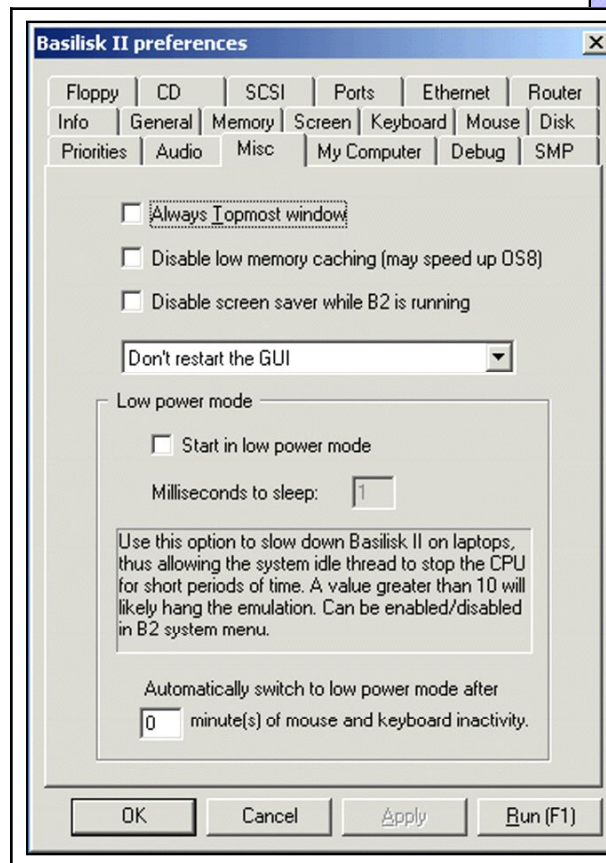 Basilisk II preferences
Floppy CD SCSI Ports Ethernet Router
Info General Memory Screen Keyboard Mouse Disk
Priorities Audio Misc My Computer Debug SMP
Always Topmost window
Disable low memory caching (may speed up OS8)
Disable screen saver while B2 is running
Don't restart the GUI
Low power mode
Start in low power mode
Milliseconds to sleep: 1
Use this option to slow down Basilisk II on laptops,
thus allowing the system idle thread to stop the CPU
for short periods of time. A value greater than 10 will
likely hang the emulation. Can be enabled/disabled
in B2 system menu.
Automatically switch to low power mode after
0 minute(s) of mouse and keyboard inactivity.
OK Cancel Apply Run (F1)